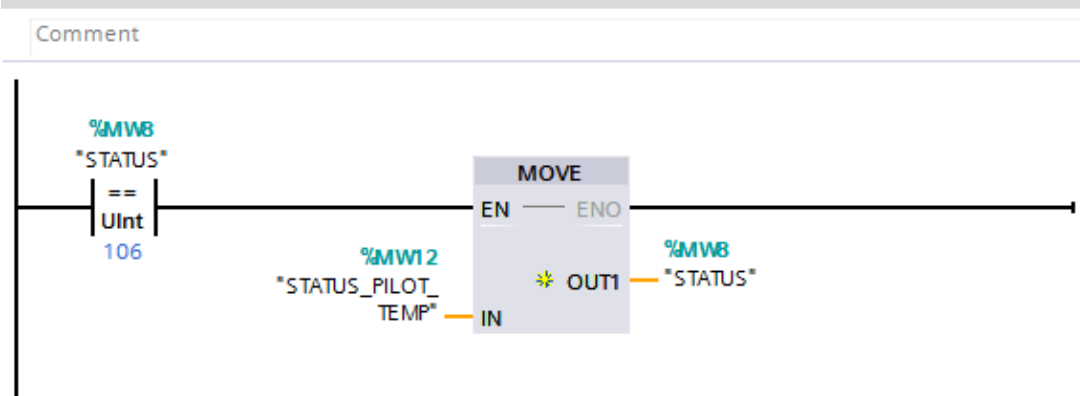 Comment
%MW8
"STATUS"
==
UInt
106
MOVE
EN
ENO
%MW12
"STATUS_PILOT_
TEMP"
IN
OUT1
%MW8
"STATUS"